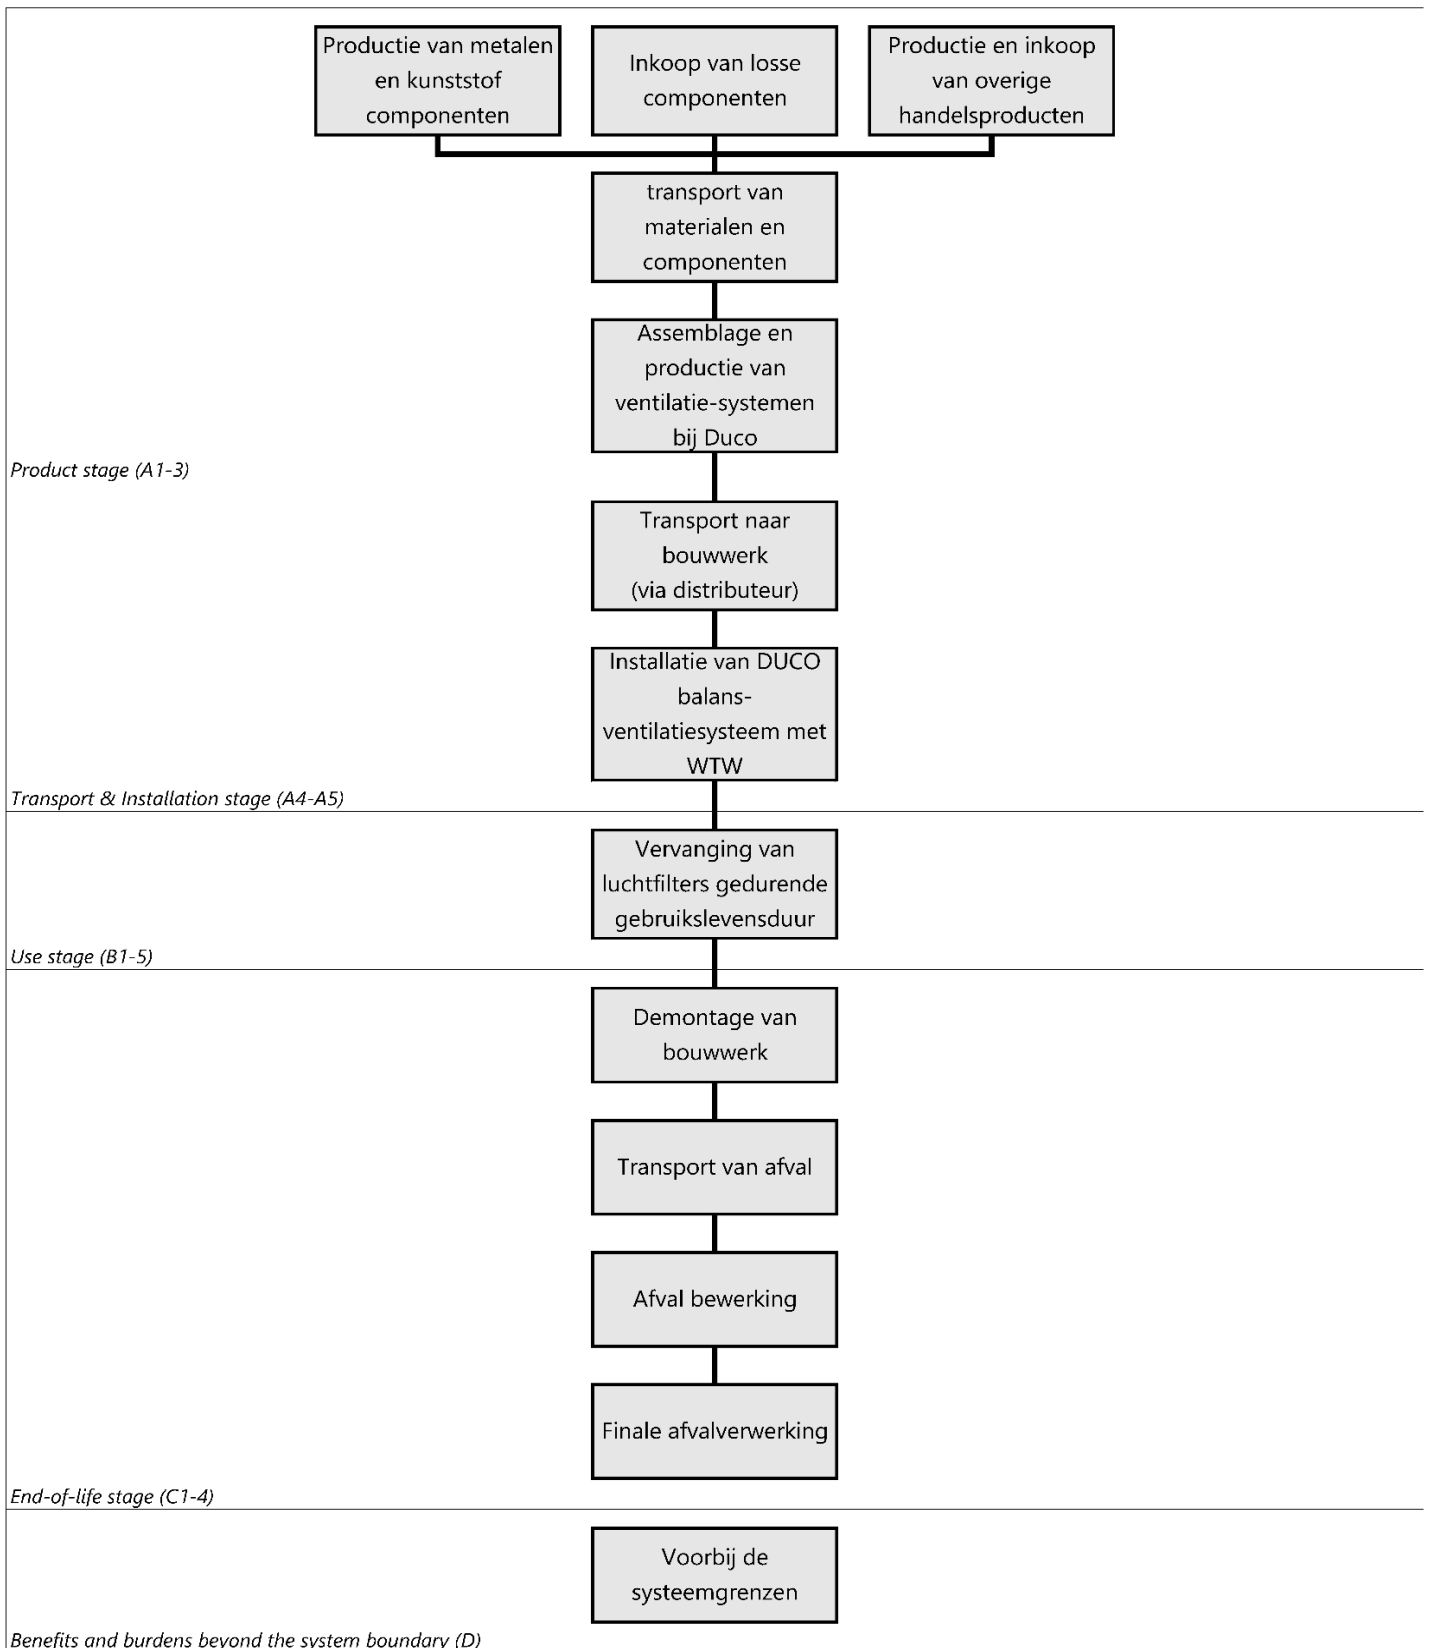 Productie van metalen
en kunststof
componenten
Inkoop van losse
componenten
Productie en inkoop
van overige
handelsproducten
transport van
materialen en
componenten
Assemblage en
productie van
ventilatie-systemen
bij Duco
Product stage (A1-3)
Transport naar
bouwwerk
(via distributeur)
Installatie van DUCO
balans-
ventilatiesysteem met
WTW
Transport & Installation stage (A4-A5)
Vervanging van
luchtfilters gedurende
gebruikslevensduur
Use stage (B1-5)
Demontage van
bouwwerk
Transport van afval
Afval bewerking
Finale afvalverwerking
End-of-life stage (C1-4)
Voorbij de
systeemgrenzen
Benefits and burdens beyond the system boundary (D)